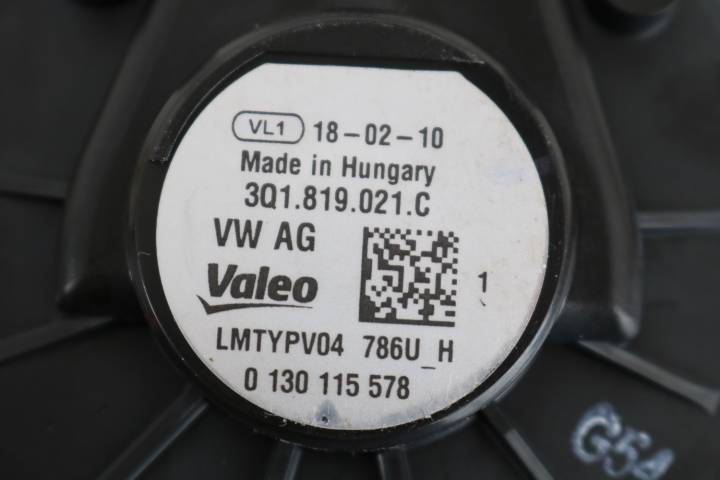 VL1 18-02-10
Made in Hungary
3Q1.819.021.C
VW AG
Valeo
1
LMTYPV04 786U_H
0 130 115 578
G54